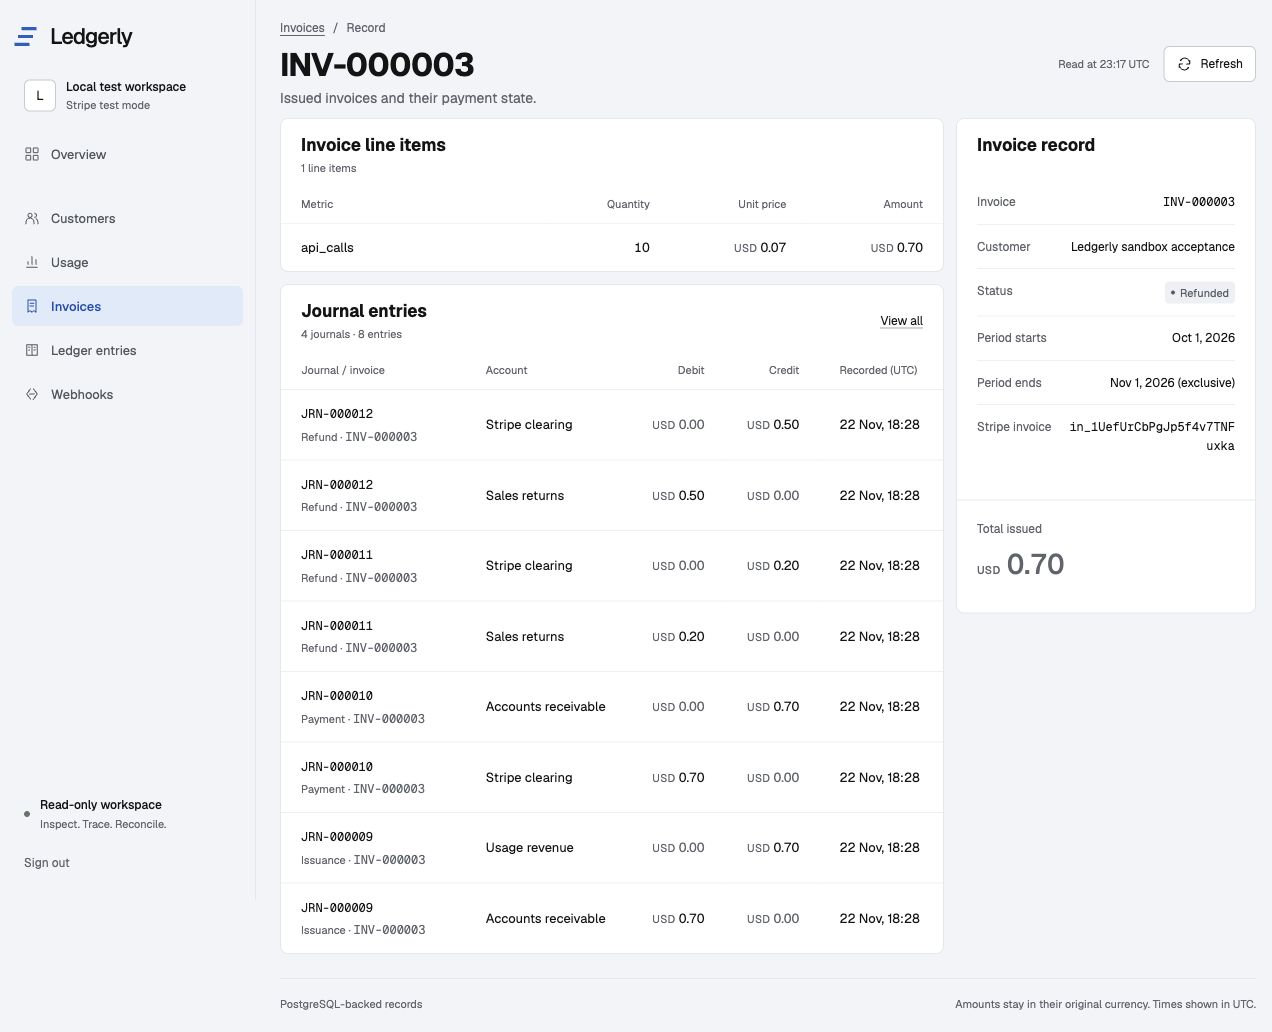 Ledgerly
L
Local test workspace
Stripe test mode
Overview
Customers
Usage
Invoices
Ledger entries
Webhooks
Read-only workspace
Inspect. Trace. Reconcile.
Sign out
Invoices / Record
INV-000003
Issued invoices and their payment state.
Read at 23:17 UTC
Refresh
Invoice line items
1 line items
Metric Quantity Unit price Amount
api_calls 10 USD 0.07 USD 0.70
Journal entries
4 journals · 8 entries
View all
Journal / invoice Account Debit Credit Recorded (UTC)
JRN-000012
Refund · INV-000003
Stripe clearing USD 0.00 USD 0.50 22 Nov, 18:28
JRN-000012
Refund · INV-000003
Sales returns USD 0.50 USD 0.00 22 Nov, 18:28
JRN-000011
Refund · INV-000003
Stripe clearing USD 0.00 USD 0.20 22 Nov, 18:28
JRN-000011
Refund · INV-000003
Sales returns USD 0.20 USD 0.00 22 Nov, 18:28
JRN-000010
Payment · INV-000003
Accounts receivable USD 0.00 USD 0.70 22 Nov, 18:28
JRN-000010
Payment · INV-000003
Stripe clearing USD 0.70 USD 0.00 22 Nov, 18:28
JRN-000009
Issuance · INV-000003
Usage revenue USD 0.00 USD 0.70 22 Nov, 18:28
JRN-000009
Issuance · INV-000003
Accounts receivable USD 0.70 USD 0.00 22 Nov, 18:28
Invoice record
Invoice INV-000003
Customer Ledgerly sandbox acceptance
Status Refunded
Period starts Oct 1, 2026
Period ends Nov 1, 2026 (exclusive)
Stripe invoice in_1UefUrCbPgJp5f4v7TNF
uxka
Total issued
USD 0.70
PostgreSQL-backed records
Amounts stay in their original currency. Times shown in UTC.